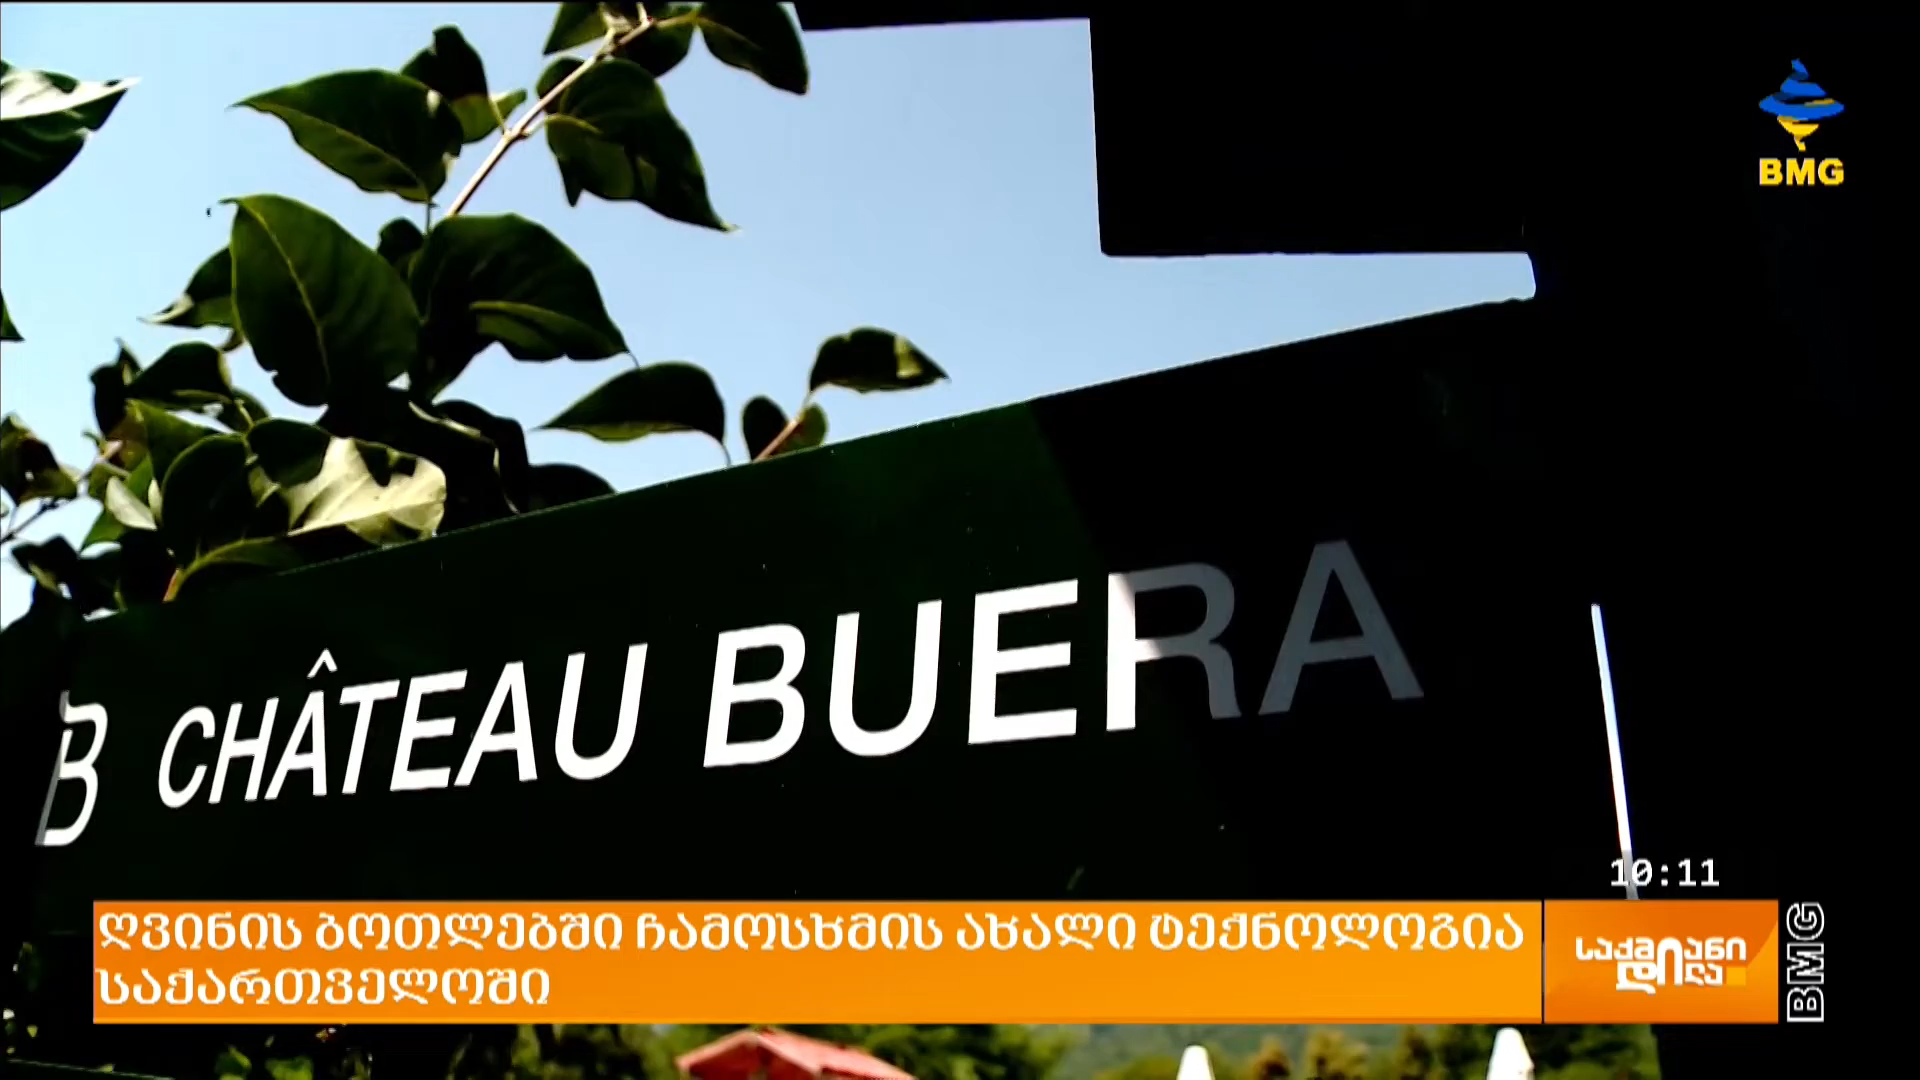 BMG
B CHÂTEAU BUERA
10:11
ღვინის ბოთლებში ჩამოსხმის ახალი ტექნოლოგია
საქართველოში
საქმიანი
დილა
BMG